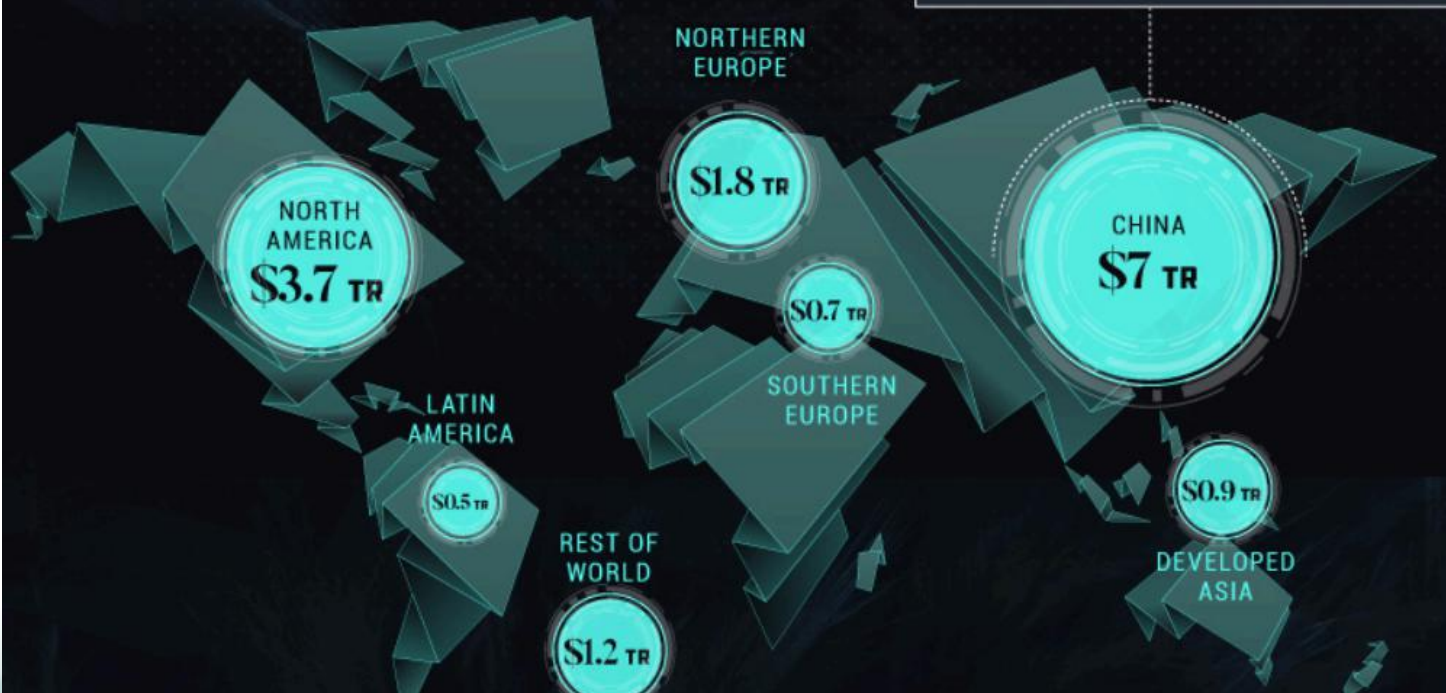 NORTHERN
EUROPE
$1.8 TR
NORTH
AMERICA
$3.7 TR
CHINA
$7 TR
$0.7 TR
SOUTHERN
EUROPE
LATIN
AMERICA
$0.5 TR
$0.9 TR
DEVELOPED
ASIA
REST OF
WORLD
$1.2 TR